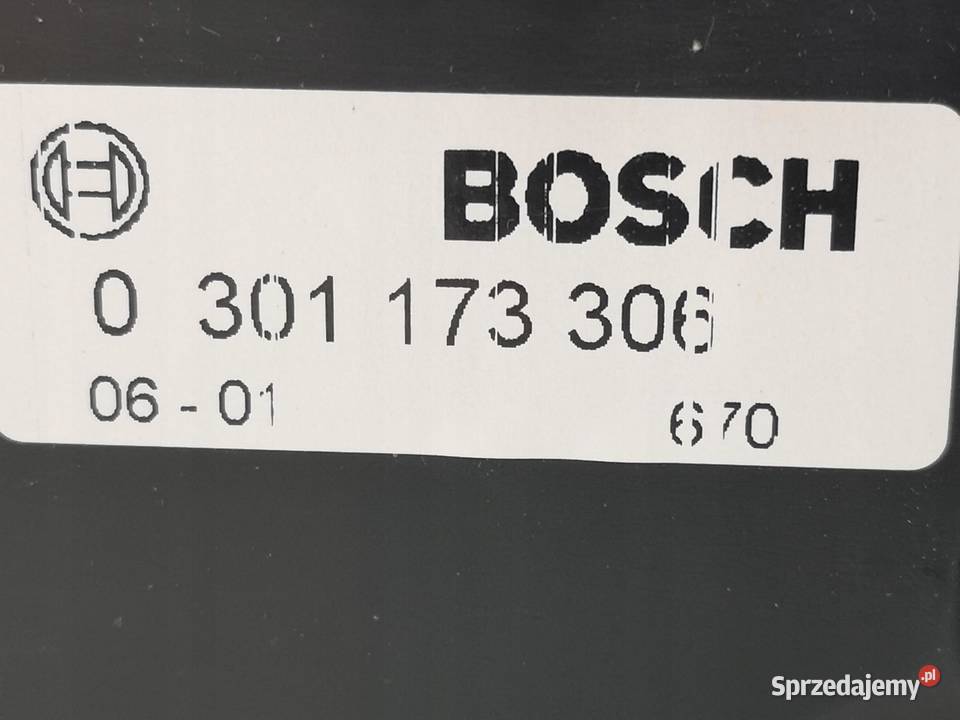 BOSCH
0 301 173 306
06 - 01 670
Sprzedajemy.pl